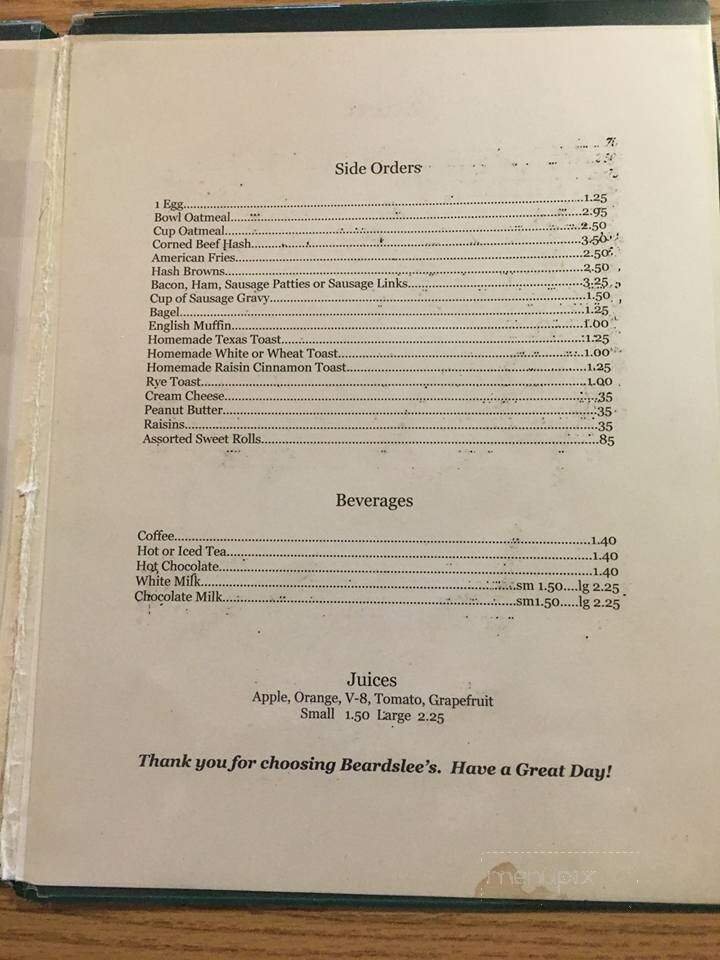 Side Orders
1 Egg..........1.25
Bowl Oatmeal..........2.95
Cup Oatmeal..........2.50
Corned Beef Hash..........3.50
American Fries..........2.50
Hash Browns..........2.50
Bacon, Ham, Sausage Patties or Sausage Links..........3.25
Cup of Sausage Gravy..........1.50
Bagel..........1.25
English Muffin..........1.00
Homemade Texas Toast..........1.25
Homemade White or Wheat Toast..........1.00
Homemade Raisin Cinnamon Toast..........1.25
Rye Toast..........1.00
Cream Cheese..........35
Peanut Butter..........35
Raisins..........35
Assorted Sweet Rolls..........85
Beverages
Coffee..........1.40
Hot or Iced Tea..........1.40
Hot Chocolate..........1.40
White Milk..........sm 1.50.....lg 2.25
Chocolate Milk..........sm1.50.....lg 2.25
Juices
Apple, Orange, V-8, Tomato, Grapefruit
Small 1.50 Large 2.25
Thank you for choosing Beardslee's. Have a Great Day!
menupix